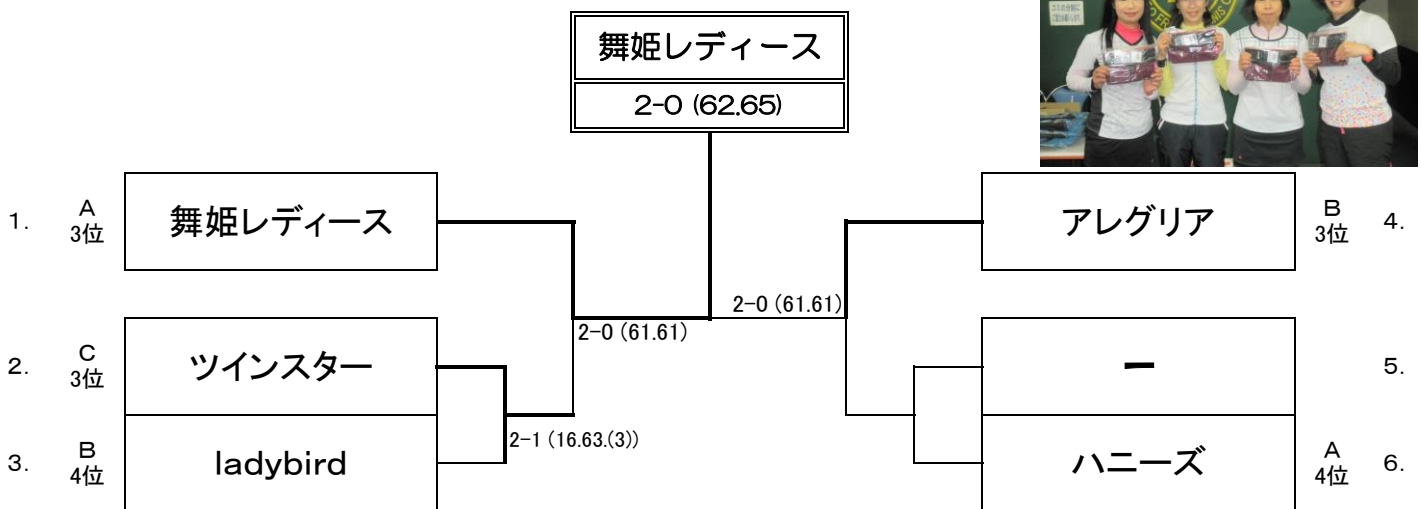 舞姫レディース
2-0 (62.65)
1. A 3位 舞姫レディース
アレグリア B 3位 4.
2-0 (61.61)
2-0 (61.61)
2. C 3位 ツインスター
ー 5.
2-1 (16.63.(3))
3. B 4位 ladybird
ハニーズ A 4位 6.